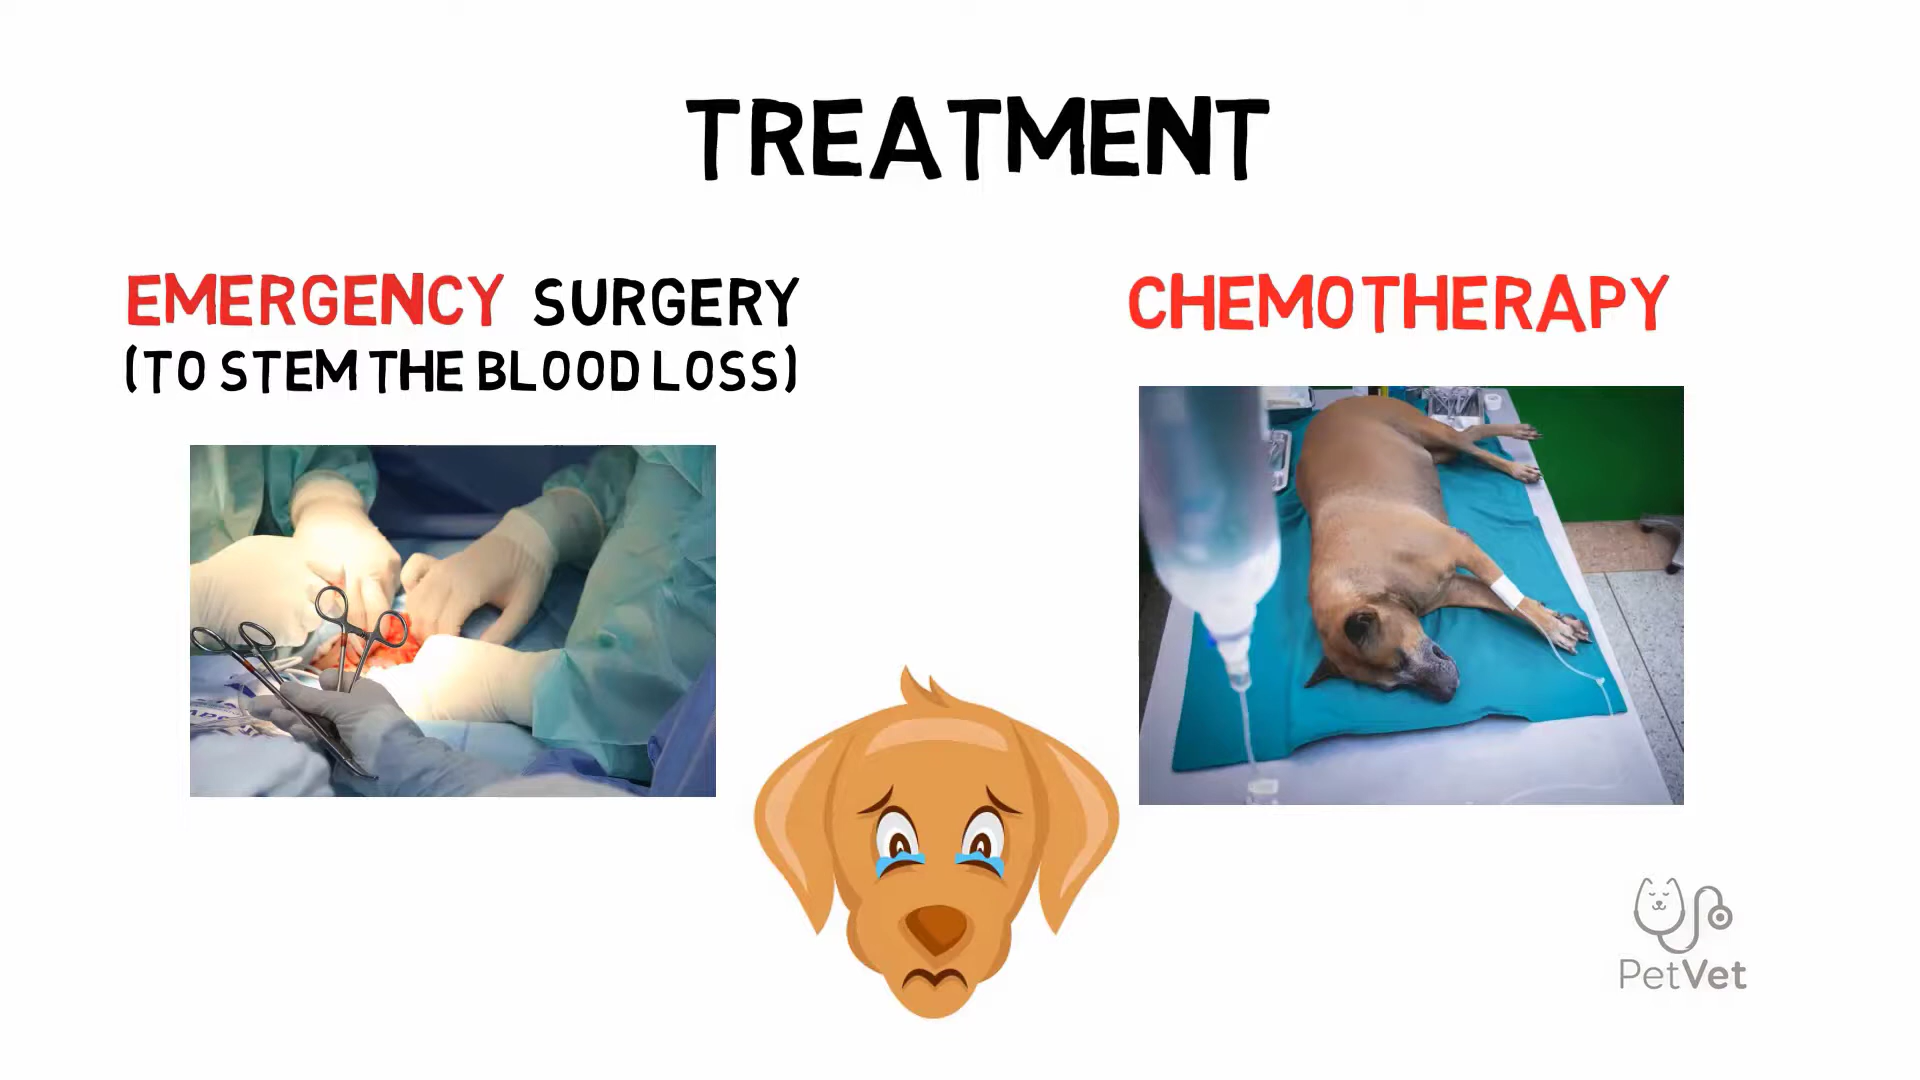 TREATMENT
EMERGENCY SURGERY
(TO STEM THE BLOOD LOSS)
CHEMOTHERAPY
PetVet